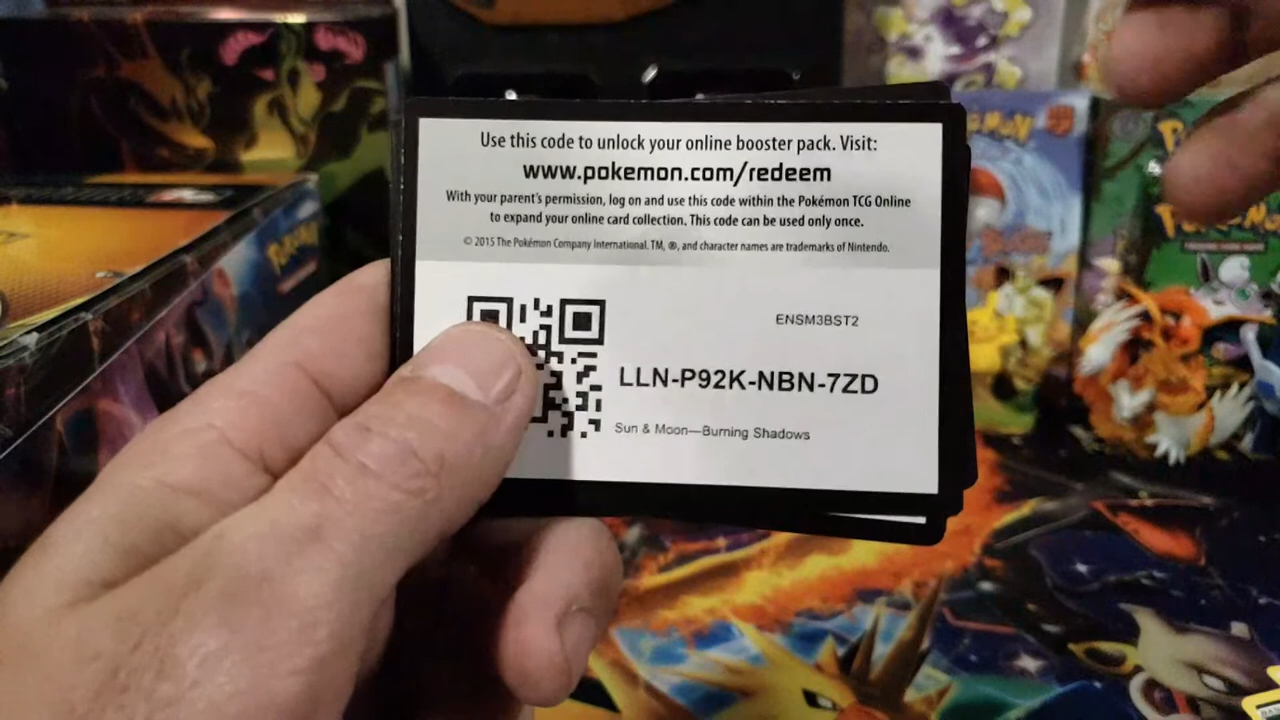 Use this code to unlock your online booster pack. Visit:
www.pokemon.com/redeem
With your parent's permission, log on and use this code within the Pokémon TCG Online
to expand your online card collection. This code can be used only once.
© 2015 The Pokémon Company International. TM, ®, and character names are trademarks of Nintendo.
ENSM3BST2
LLN-P92K-NBN-7ZD
Sun & Moon—Burning Shadows